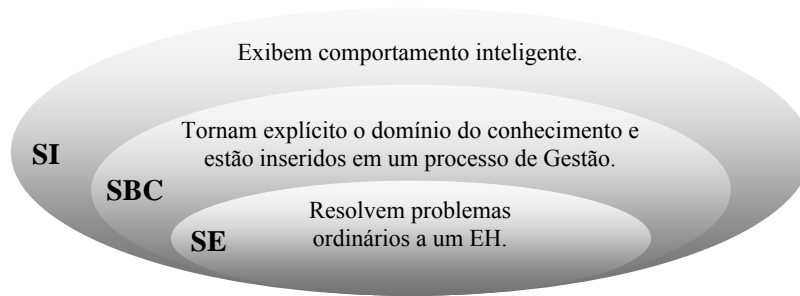 Exibem comportamento inteligente.
SI
Tornam explícito o domínio do conhecimento e
estão inseridos em um processo de Gestão.
SBC
Resolvem problemas
ordinários a um EH.
SE